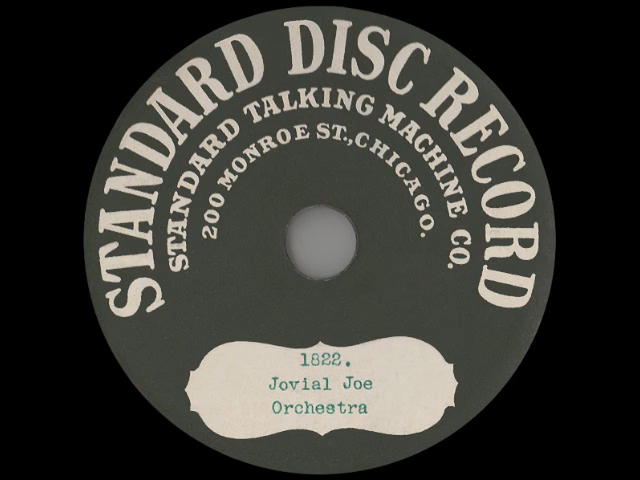 STANDARD DISC RECORD
STANDARD TALKING MACHINE CO.
200 MONROE ST., CHICAGO.
1822.
Jovial Joe
Orchestra